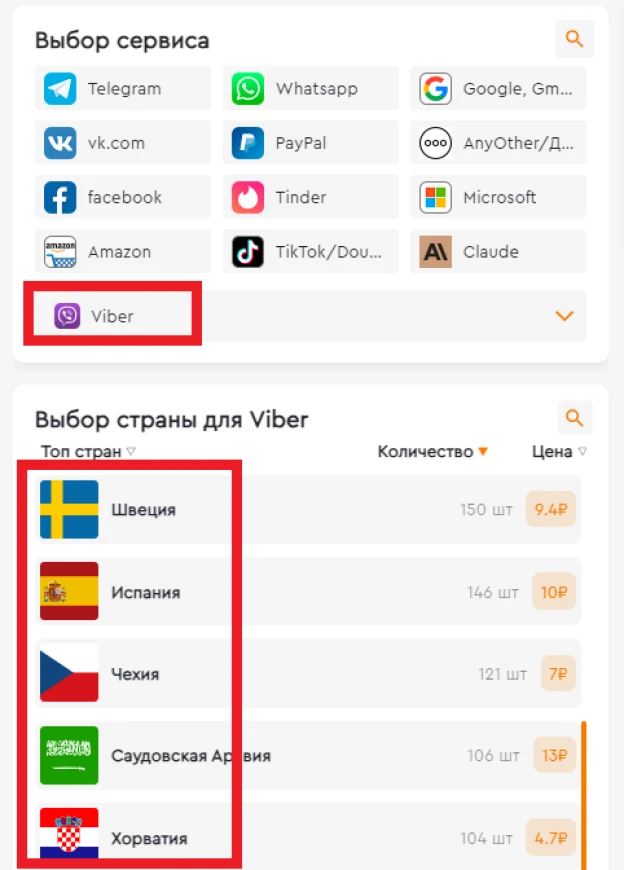 Выбор сервиса
Telegram
Whatsapp
Google, Gm...
vk.com
PayPal
AnyOther/Д...
facebook
Tinder
Microsoft
amazon
Amazon
TikTok/Dou...
Claude
Viber
Выбор страны для Viber
Топ стран
Количество
Цена
Швеция
150 шт
9.4₽
Испания
146 шт
10₽
Чехия
121 шт
7₽
Саудовская Аравия
106 шт
13₽
Хорватия
104 шт
4.7₽